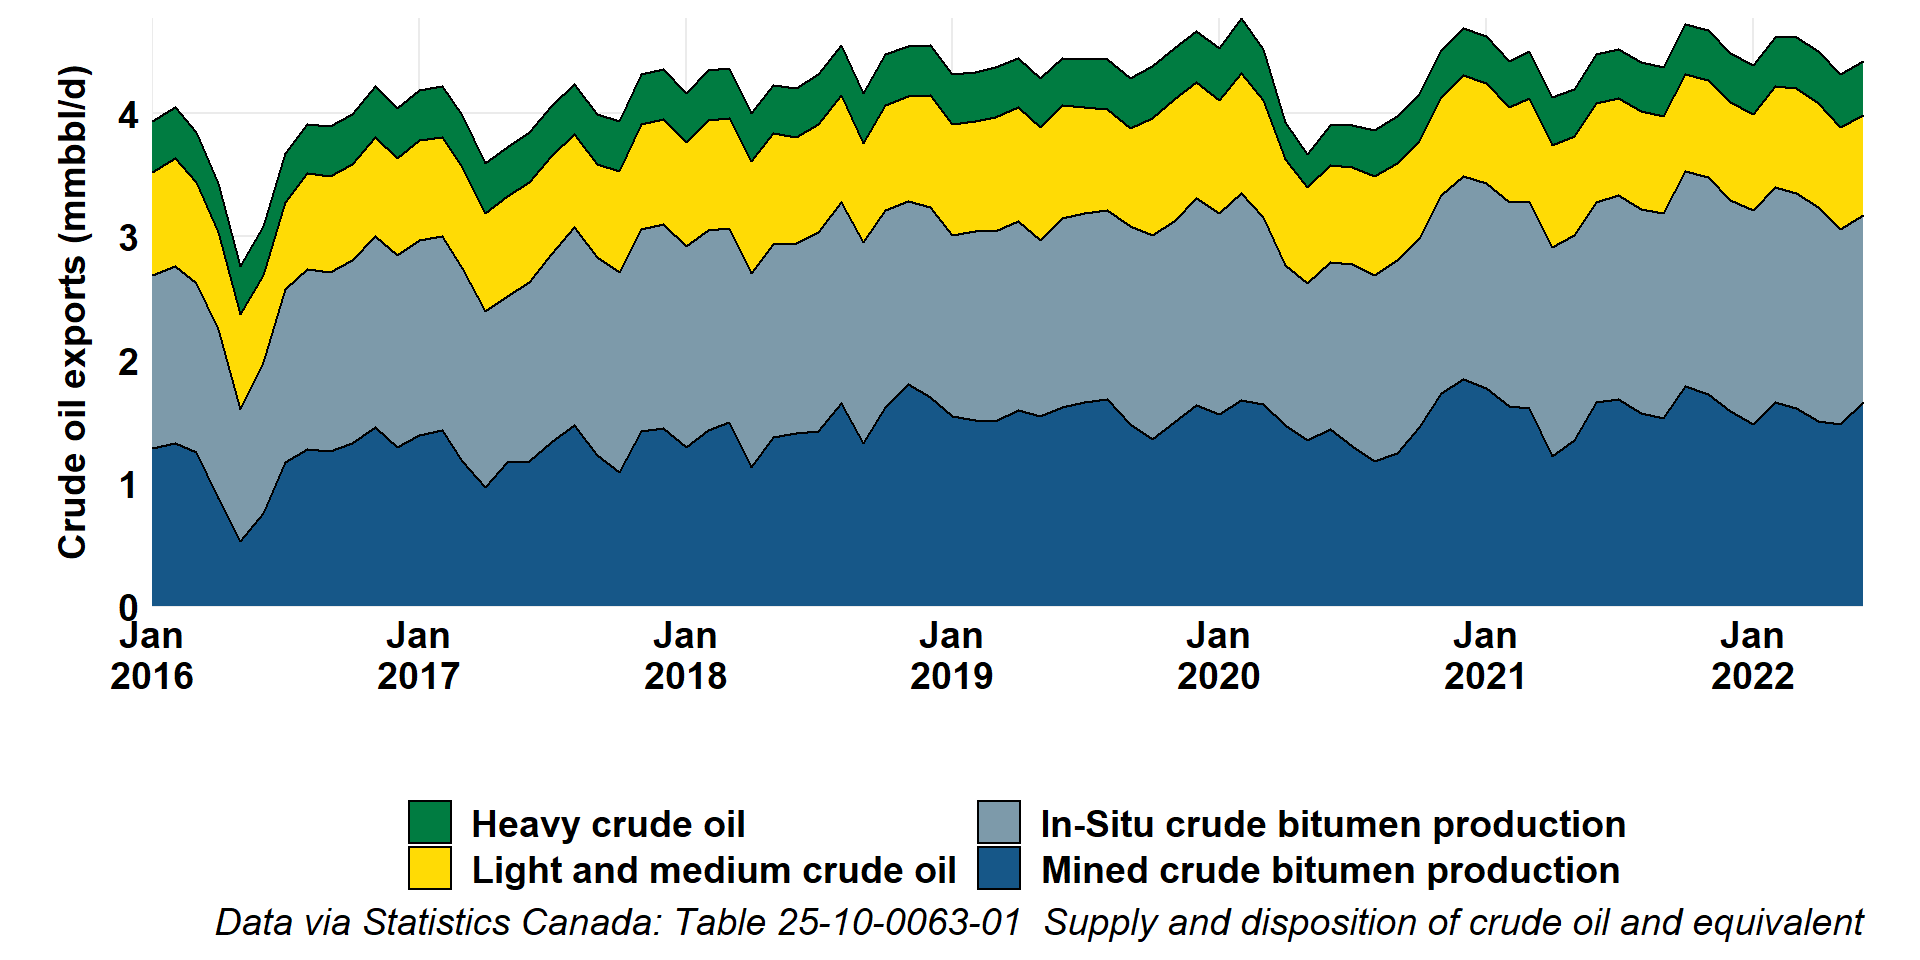 Crude oil exports (mmbbl/d)
4
3
2
1
0
Jan 2016
Jan 2017
Jan 2018
Jan 2019
Jan 2020
Jan 2021
Jan 2022
Heavy crude oil
Light and medium crude oil
In-Situ crude bitumen production
Mined crude bitumen production
Data via Statistics Canada: Table 25-10-0063-01  Supply and disposition of crude oil and equivalent